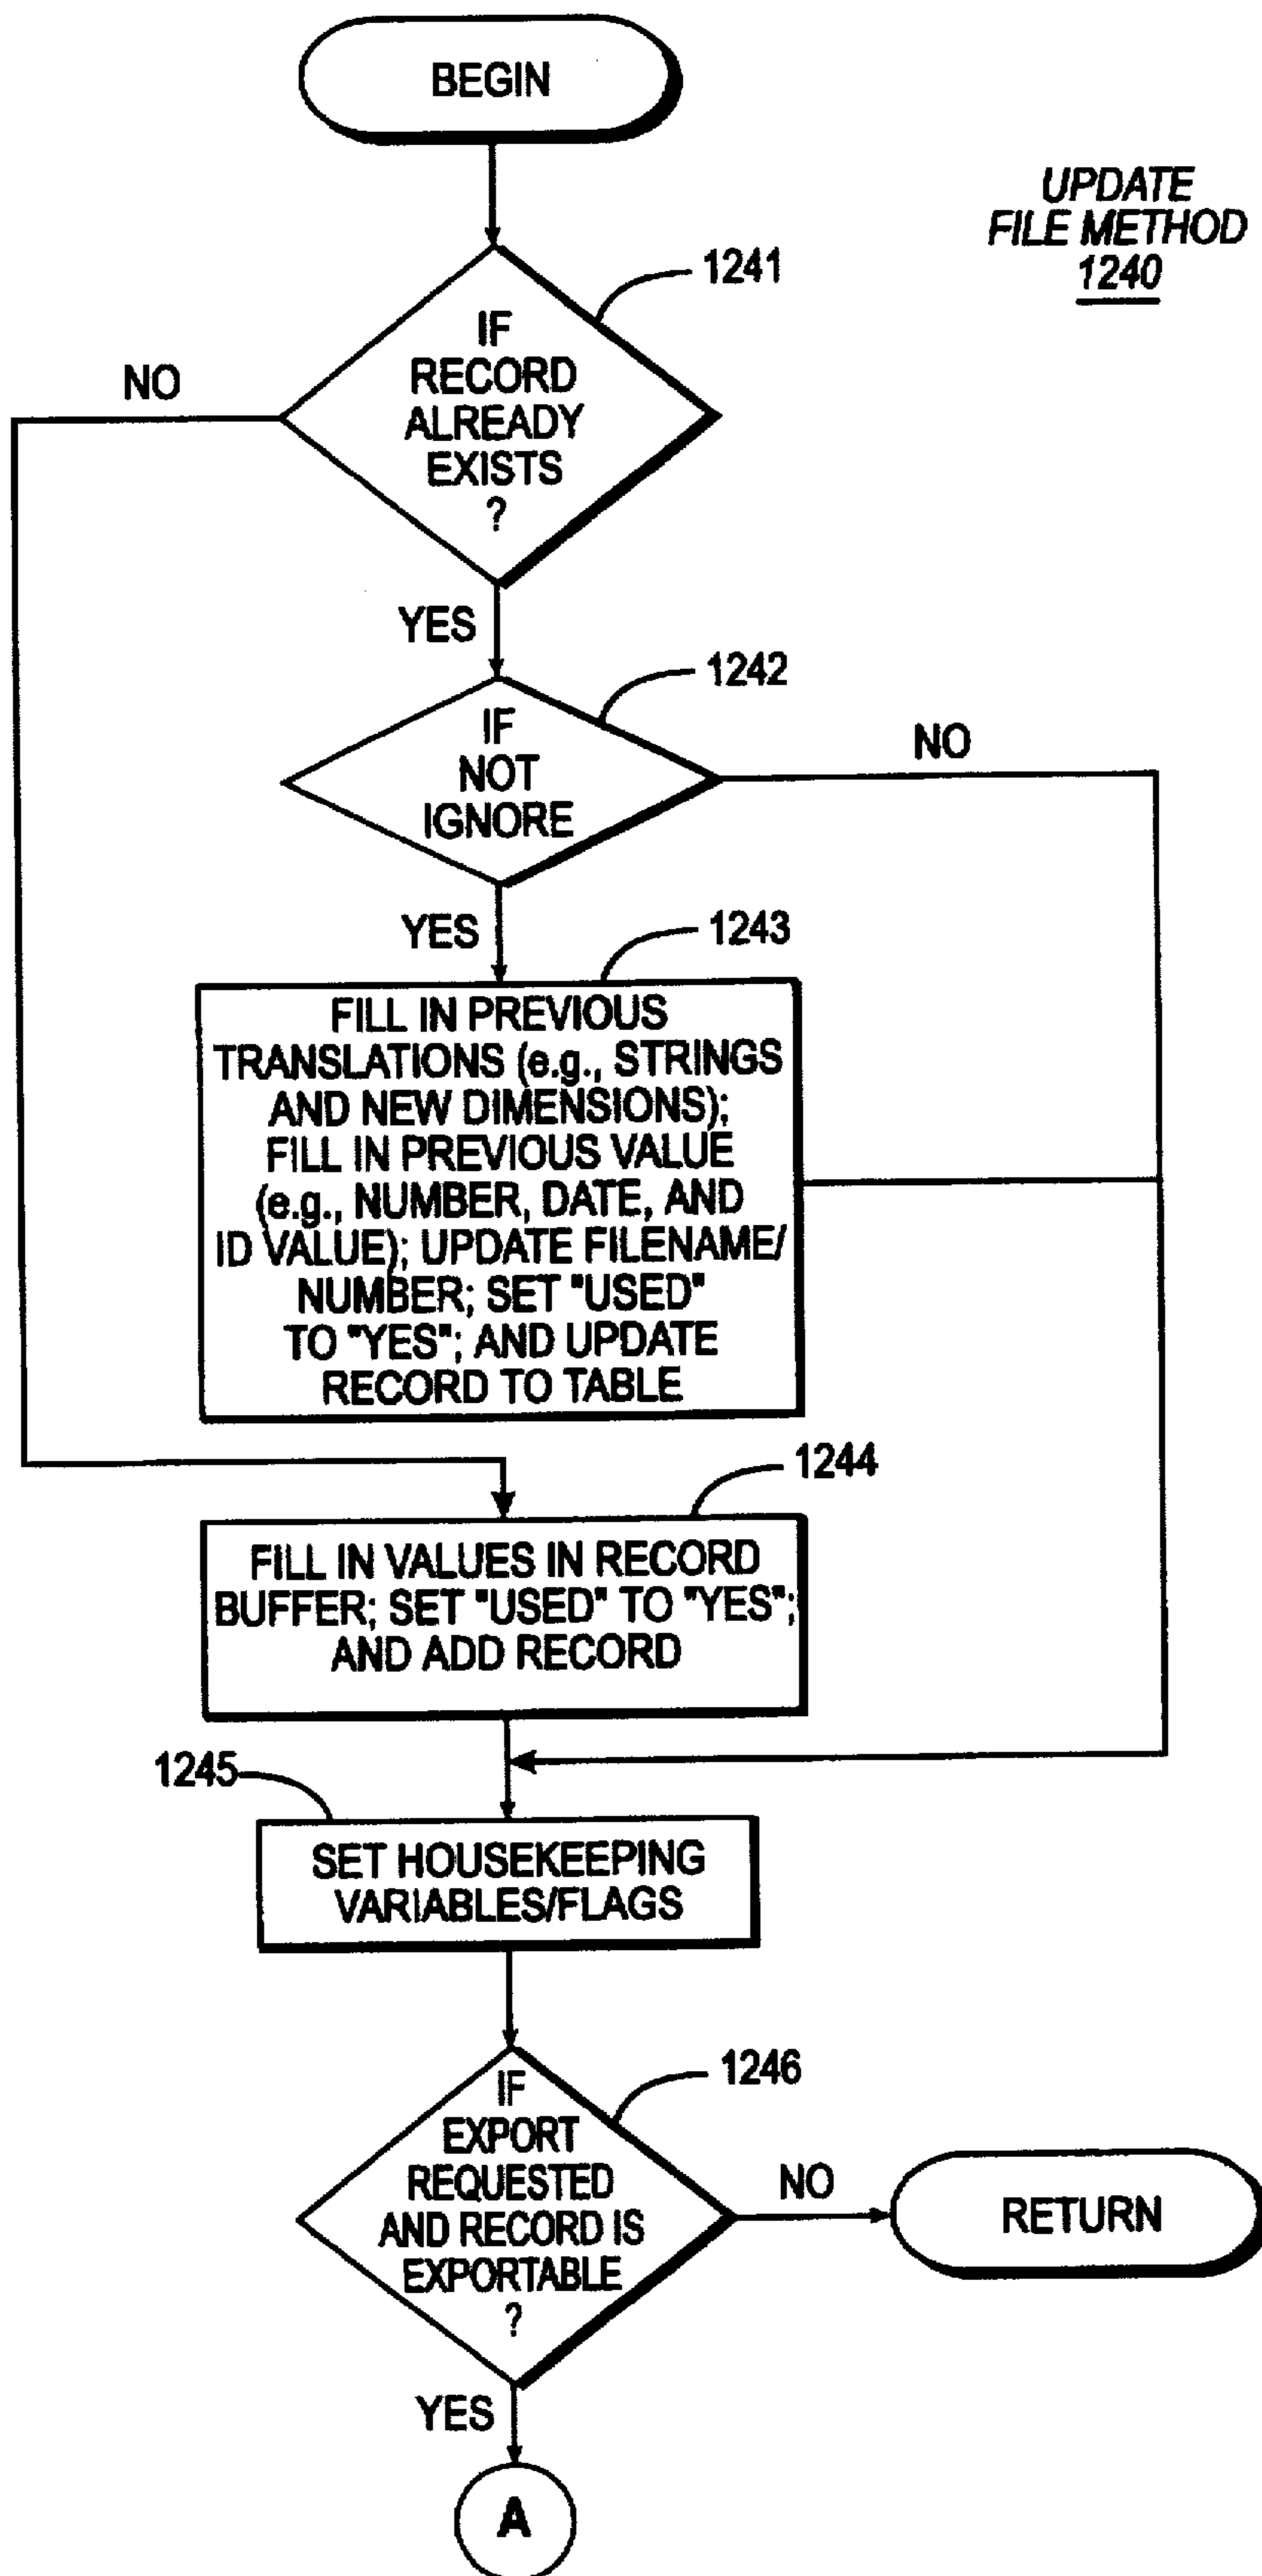 BEGIN
UPDATE
FILE METHOD
1240
1241
IF
RECORD
ALREADY
EXISTS
?
NO
YES
1242
IF
NOT
IGNORE
NO
YES
1243
FILL IN PREVIOUS
TRANSLATIONS (e.g., STRINGS
AND NEW DIMENSIONS);
FILL IN PREVIOUS VALUE
(e.g., NUMBER, DATE, AND
ID VALUE); UPDATE FILENAME/
NUMBER; SET "USED"
TO "YES"; AND UPDATE
RECORD TO TABLE
1244
FILL IN VALUES IN RECORD
BUFFER; SET "USED" TO "YES";
AND ADD RECORD
1245
SET HOUSEKEEPING
VARIABLES/FLAGS
1246
IF
EXPORT
REQUESTED
AND RECORD IS
EXPORTABLE
?
NO
RETURN
YES
A